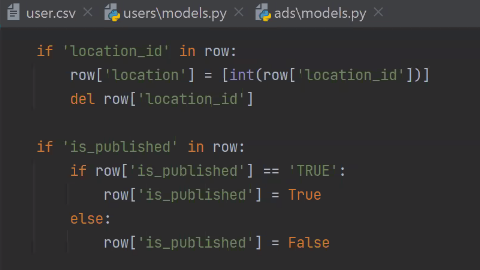 user.csv users\models.py ads\models.py
if 'location_id' in row:
row['location'] = [int(row['location_id'])]
del row['location_id']
if 'is_published' in row:
if row['is_published'] == 'TRUE':
row['is_published'] = True
else:
row['is_published'] = False